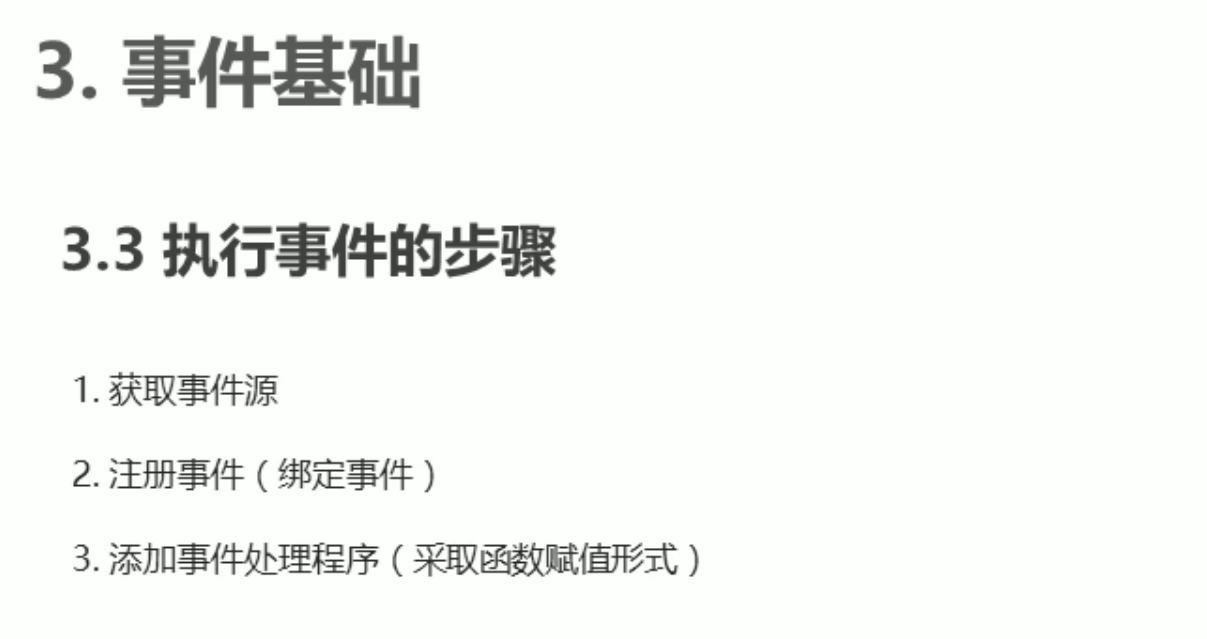 3. 事件基础
3.3 执行事件的步骤
1. 获取事件源
2. 注册事件（绑定事件）
3. 添加事件处理程序（采取函数赋值形式）